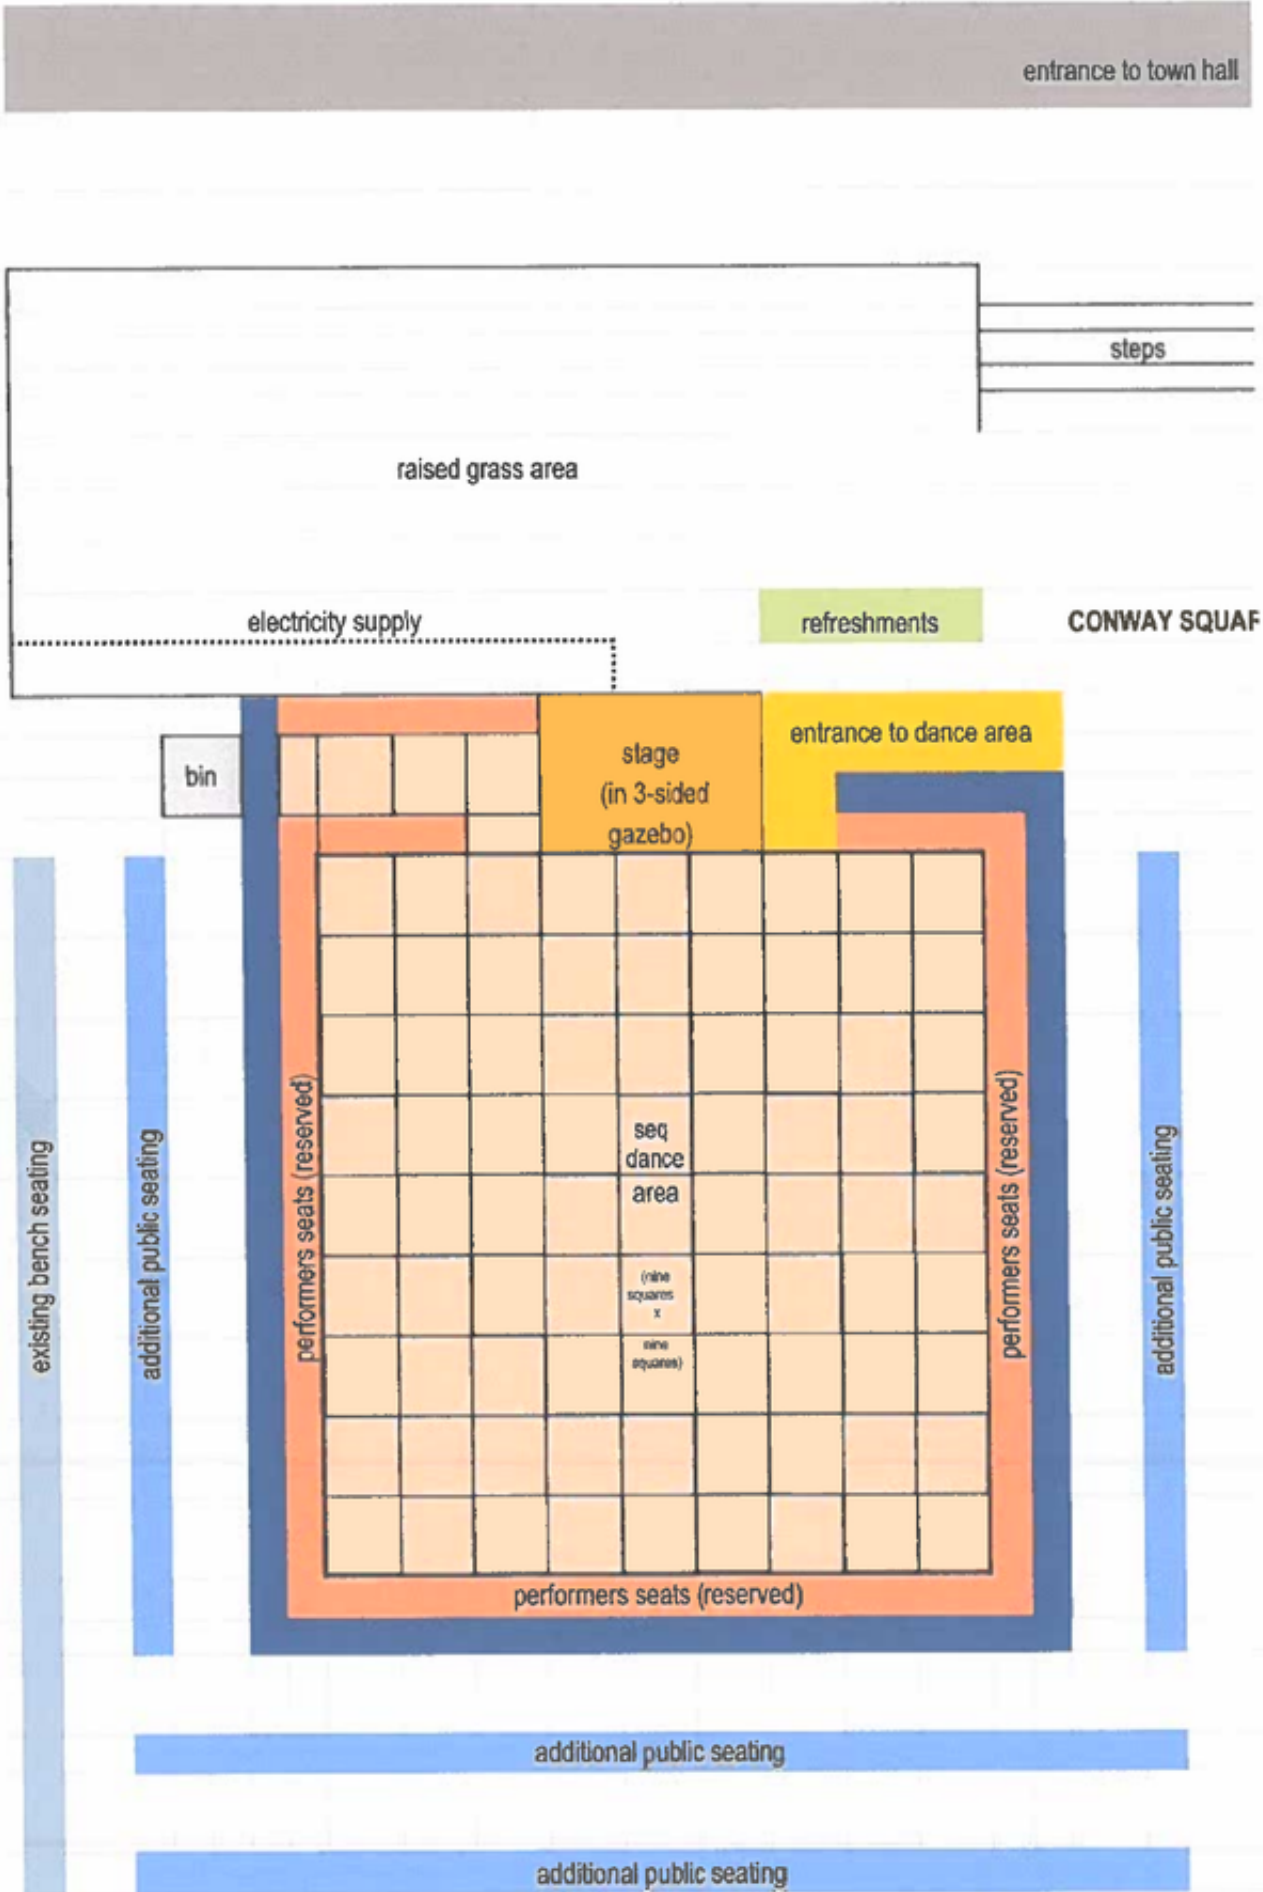 entrance to town hall
steps
raised grass area
electricity supply
refreshments
CONWAY SQUAR
entrance to dance area
stage
(in 3-sided
gazebo)
bin
existing bench seating
additional public seating
performers seats (reserved)
seq
dance
area
(nine
squares
x
nine
squares)
performers seats (reserved)
additional public seating
performers seats (reserved)
additional public seating
additional public seating